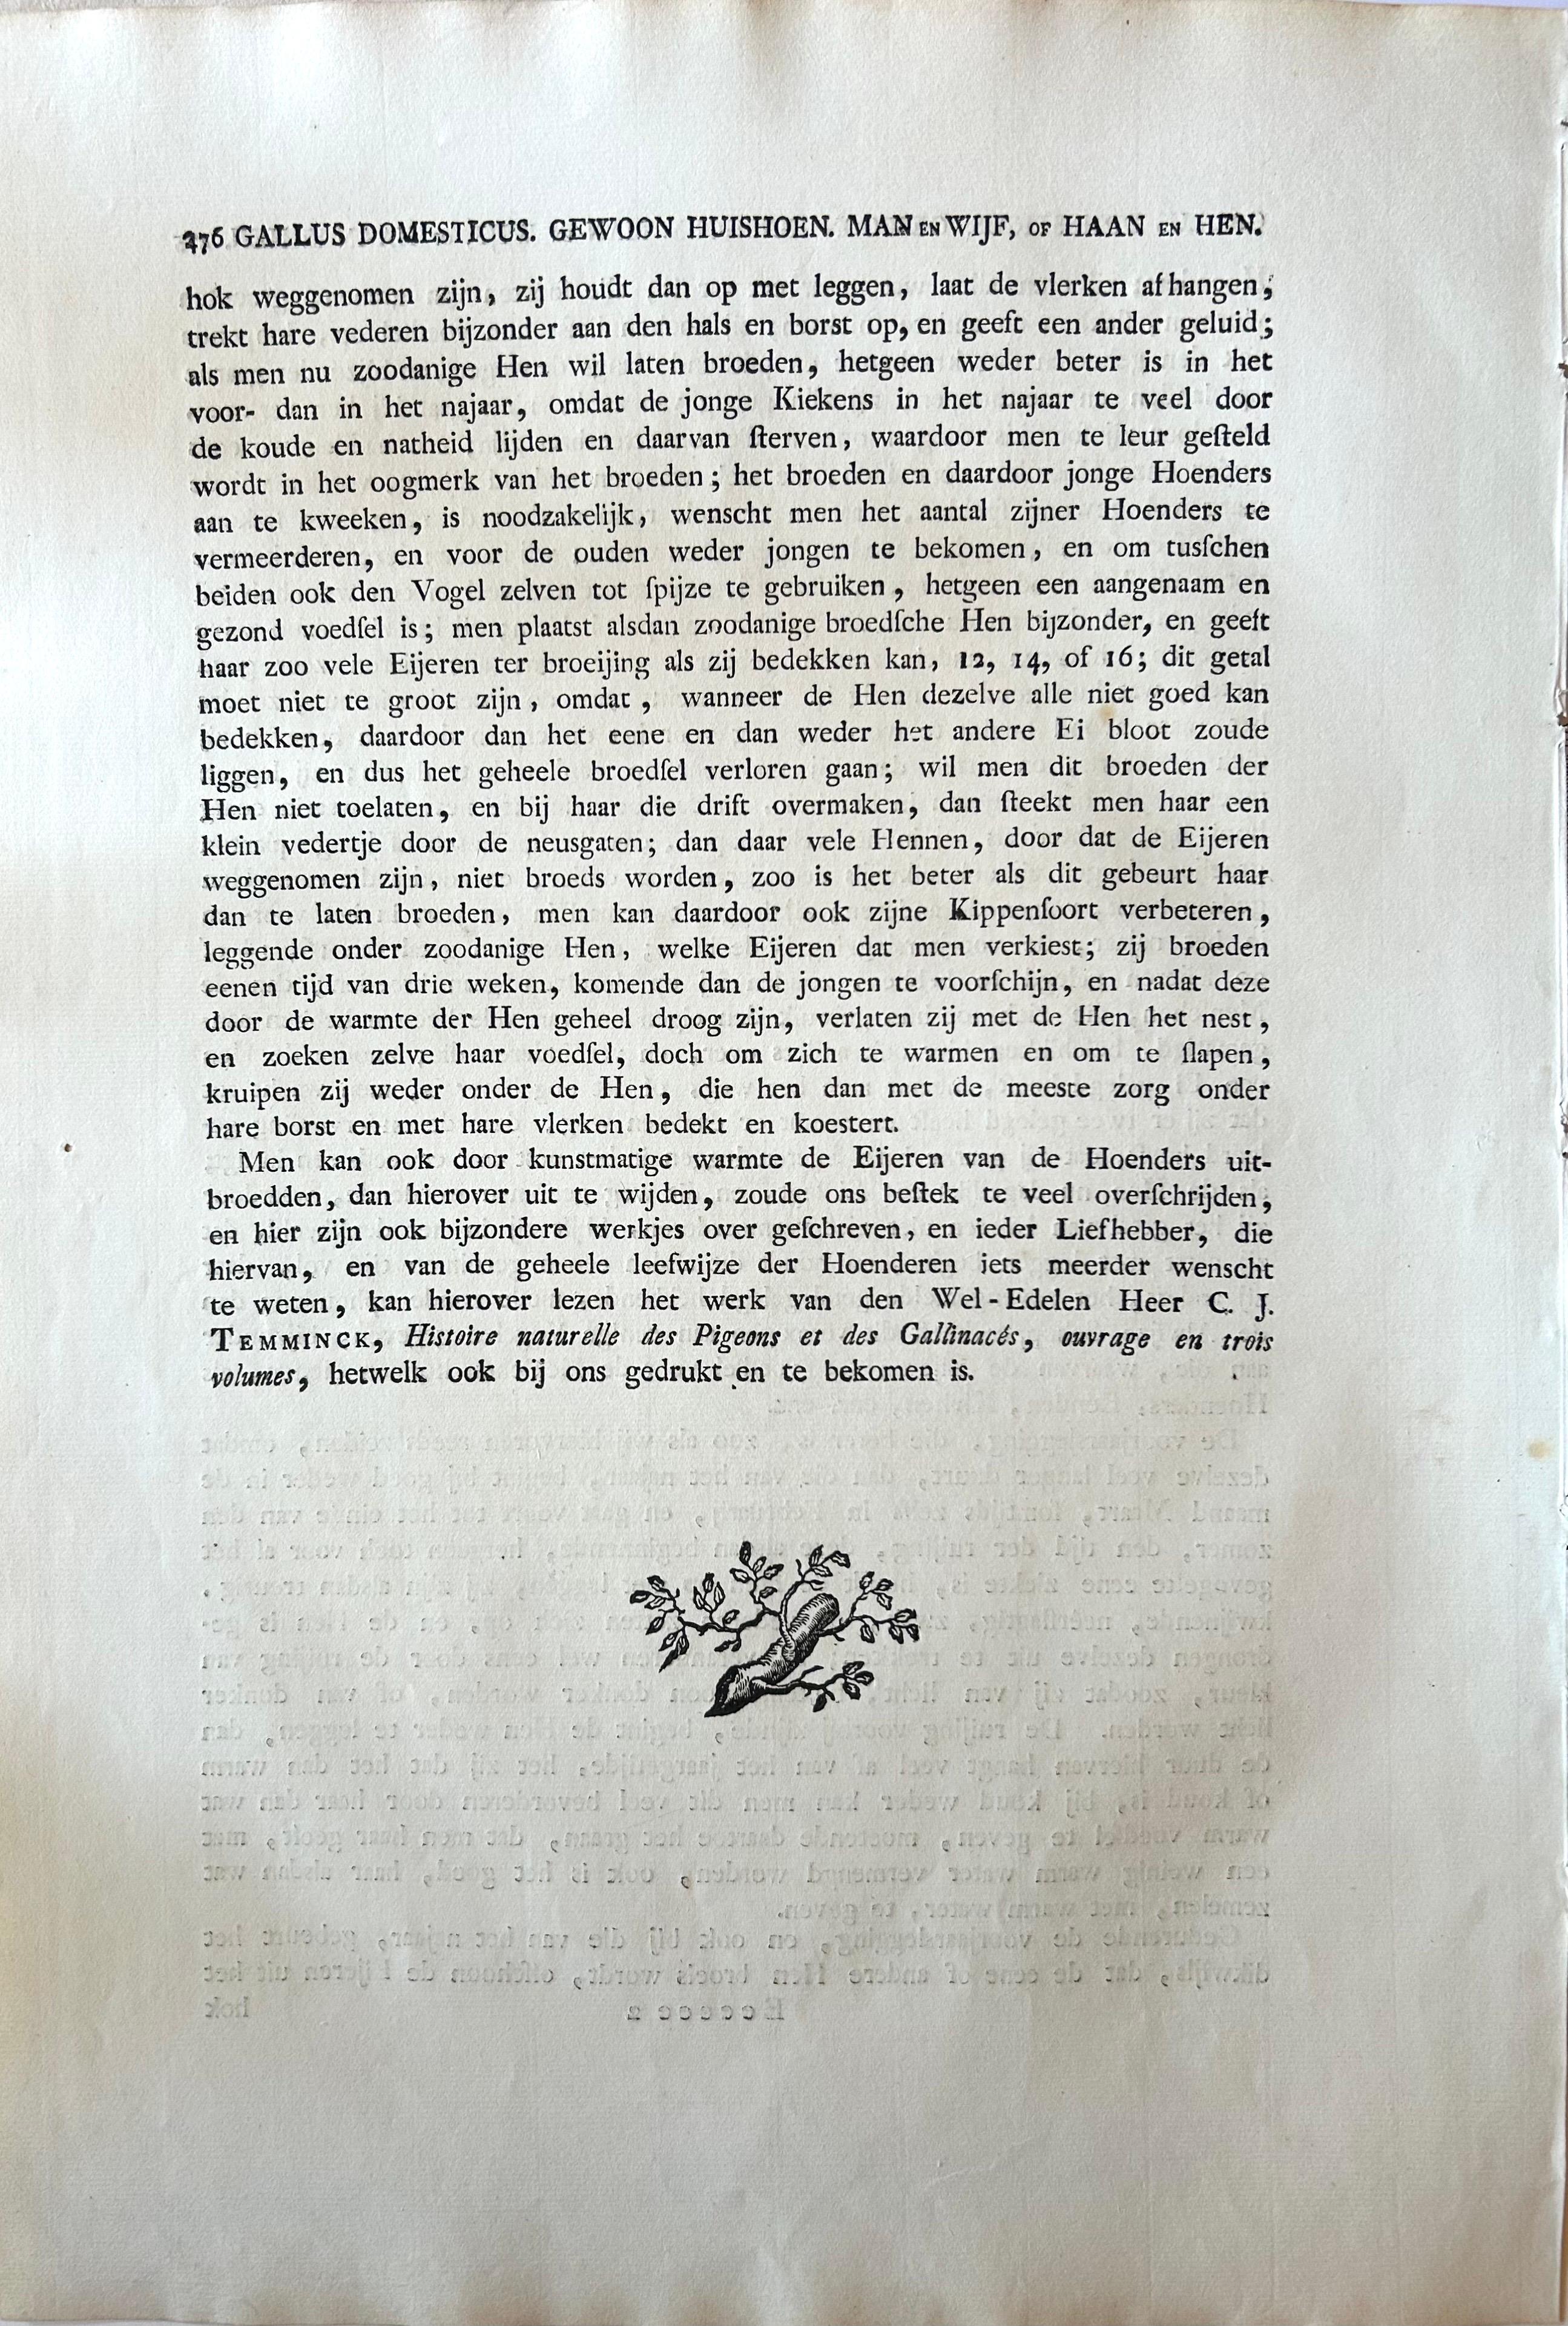 376 GALLUS DOMESTICUS. GEWOON HUISHOEN. MAN EN WIJF, OF HAAN EN HEN.
hok weggenomen zijn, zij houdt dan op met leggen, laat de vlerken afhangen,
trekt hare vederen bijzonder aan den hals en borst op, en geeft een ander geluid;
als men nu zoodanige Hen wil laten broeden, hetgeen weder beter is in het
voor- dan in het najaar, omdat de jonge Kiekens in het najaar te veel door
de koude en natheid lijden en daarvan ſterven, waardoor men te leur geſteld
wordt in het oogmerk van het broeden; het broeden en daardoor jonge Hoenders
aan te kweeken, is noodzakelijk, wenscht men het aantal zijner Hoenders te
vermeerderen, en voor de ouden weder jongen te bekomen, en om tusſchen
beiden ook den Vogel zelven tot ſpijze te gebruiken, hetgeen een aangenaam en
gezond voedſel is; men plaatst alsdan zoodanige broedſche Hen bijzonder, en geeft
haar zoo vele Eijeren ter broeijing als zij bedekken kan, 12, 14, of 16; dit getal
moet niet te groot zijn, omdat, wanneer de Hen dezelve alle niet goed kan
bedekken, daardoor dan het eene en dan weder het andere Ei bloot zoude
liggen, en dus het geheele broedſel verloren gaan; wil men dit broeden der
Hen niet toelaten, en bij haar die drift overmaken, dan ſteekt men haar een
klein vedertje door de neusgaten; dan daar vele Hennen, door dat de Eijeren
weggenomen zijn, niet broeds worden, zoo is het beter als dit gebeurt haar
dan te laten broeden, men kan daardoor ook zijne Kippenſoort verbeteren,
leggende onder zoodanige Hen, welke Eijeren dat men verkiest; zij broeden
eenen tijd van drie weken, komende dan de jongen te voorſchijn, en nadat deze
door de warmte der Hen geheel droog zijn, verlaten zij met de Hen het nest,
en zoeken zelve haar voedſel, doch om zich te warmen en om te ſlapen,
kruipen zij weder onder de Hen, die hen dan met de meeste zorg onder
hare borst en met hare vlerken bedekt en koestert.
Men kan ook door kunstmatige warmte de Eijeren van de Hoenders uit-
broedden, dan hierover uit te wijden, zoude ons beſtek te veel overſchrijden,
en hier zijn ook bijzondere werkjes over geſchreven, en ieder Liefhebber, die
hiervan, en van de geheele leefwijze der Hoenderen iets meerder wenscht
te weten, kan hierover lezen het werk van den Wel-Edelen Heer C. J.
TEMMINCK, Histoire naturelle des Pigeons et des Gallinacés, ouvrage en trois
volumes, hetwelk ook bij ons gedrukt en te bekomen is.